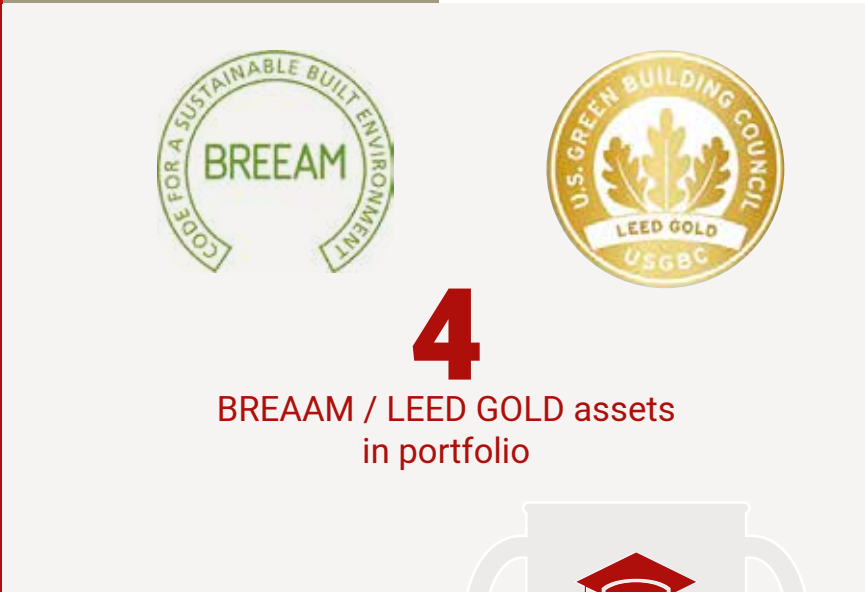 CODE FOR A SUSTAINABLE BUILT ENVIRONMENT
BREEAM
U.S. GREEN BUILDING COUNCIL
LEED GOLD
USGBC
4
BREAAM / LEED GOLD assets
in portfolio